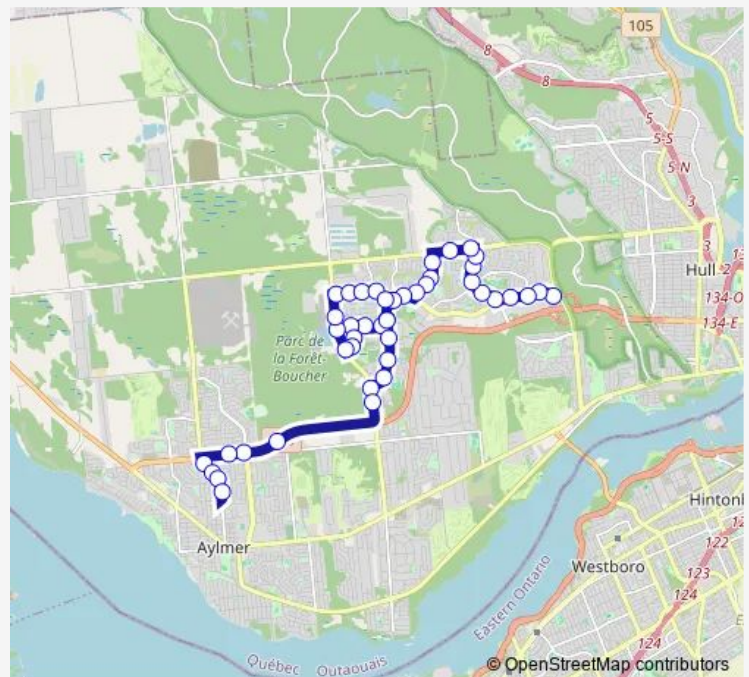 105
8
8
5
5-S
5-N
3
3
Hull
2
134-O
134-E
Parc de
la Forêt-
Boucher
Hintonb
Aylmer
Westboro
122
123
124
124
Eastern Ontario
Québec
Outaouais
© OpenStreetMap contributors